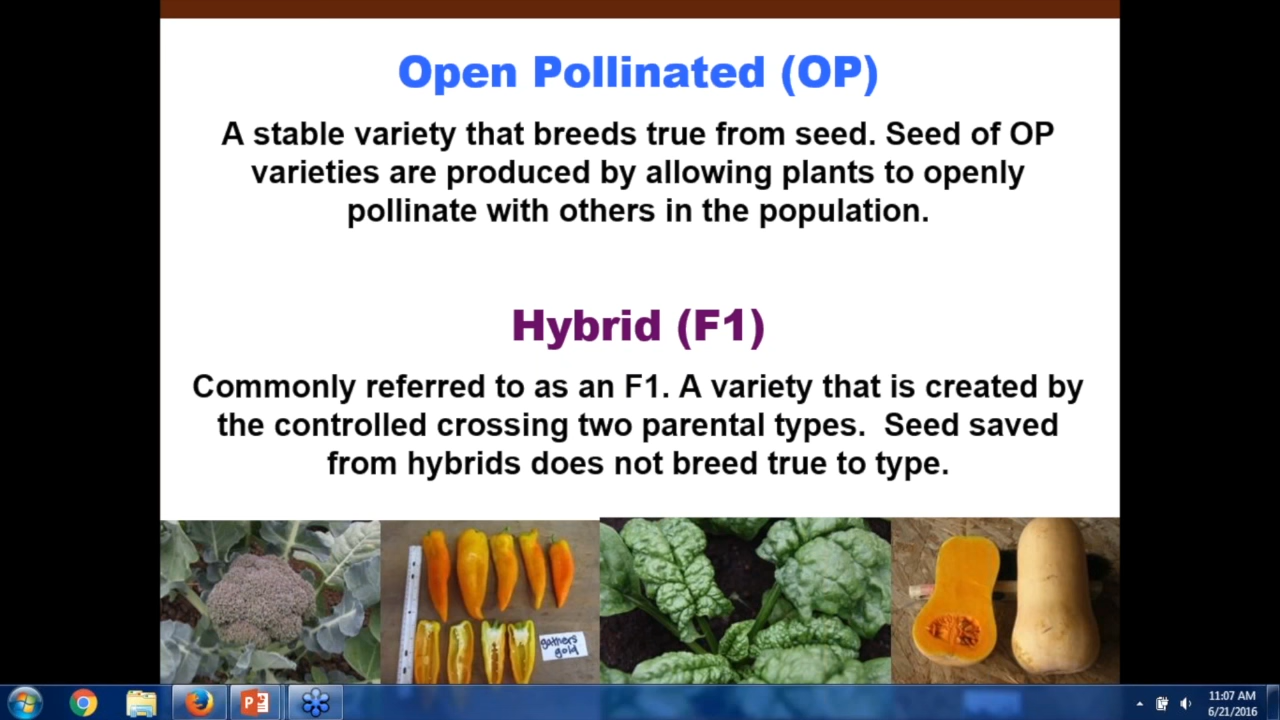 Open Pollinated (OP)
A stable variety that breeds true from seed. Seed of OP
varieties are produced by allowing plants to openly
pollinate with others in the population.
Hybrid (F1)
Commonly referred to as an F1. A variety that is created by
the controlled crossing two parental types.  Seed saved
from hybrids does not breed true to type.
gathers
gold
11:07 AM
6/21/2016